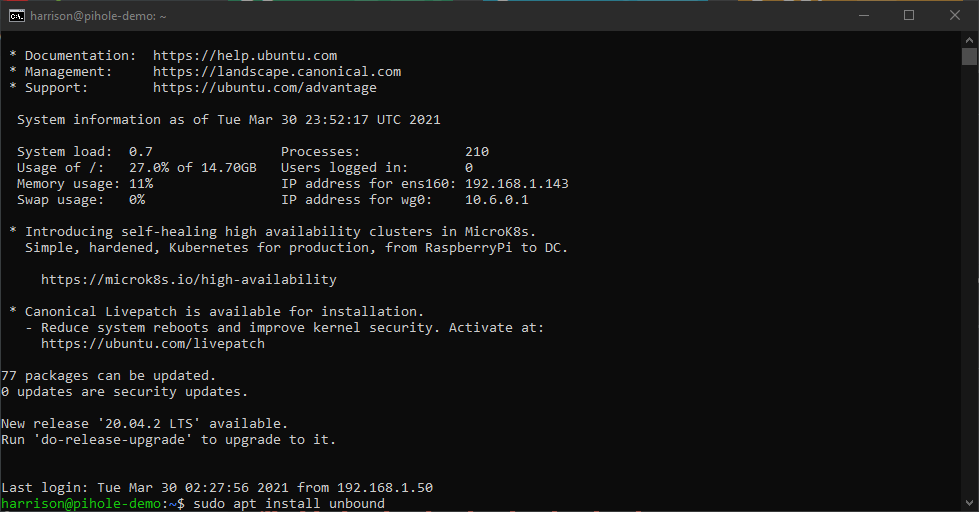 harrison@pihole-demo: ~
* Documentation:  https://help.ubuntu.com
* Management:     https://landscape.canonical.com
* Support:        https://ubuntu.com/advantage
System information as of Tue Mar 30 23:52:17 UTC 2021
System load:  0.7                Processes:             210
Usage of /:   27.0% of 14.70GB   Users logged in:       0
Memory usage: 11%                IP address for ens160: 192.168.1.143
Swap usage:   0%                 IP address for wg0:    10.6.0.1
* Introducing self-healing high availability clusters in MicroK8s.
Simple, hardened, Kubernetes for production, from RaspberryPi to DC.
https://microk8s.io/high-availability
* Canonical Livepatch is available for installation.
- Reduce system reboots and improve kernel security. Activate at:
https://ubuntu.com/livepatch
77 packages can be updated.
0 updates are security updates.
New release '20.04.2 LTS' available.
Run 'do-release-upgrade' to upgrade to it.
Last login: Tue Mar 30 02:27:56 2021 from 192.168.1.50
harrison@pihole-demo:~$ sudo apt install unbound